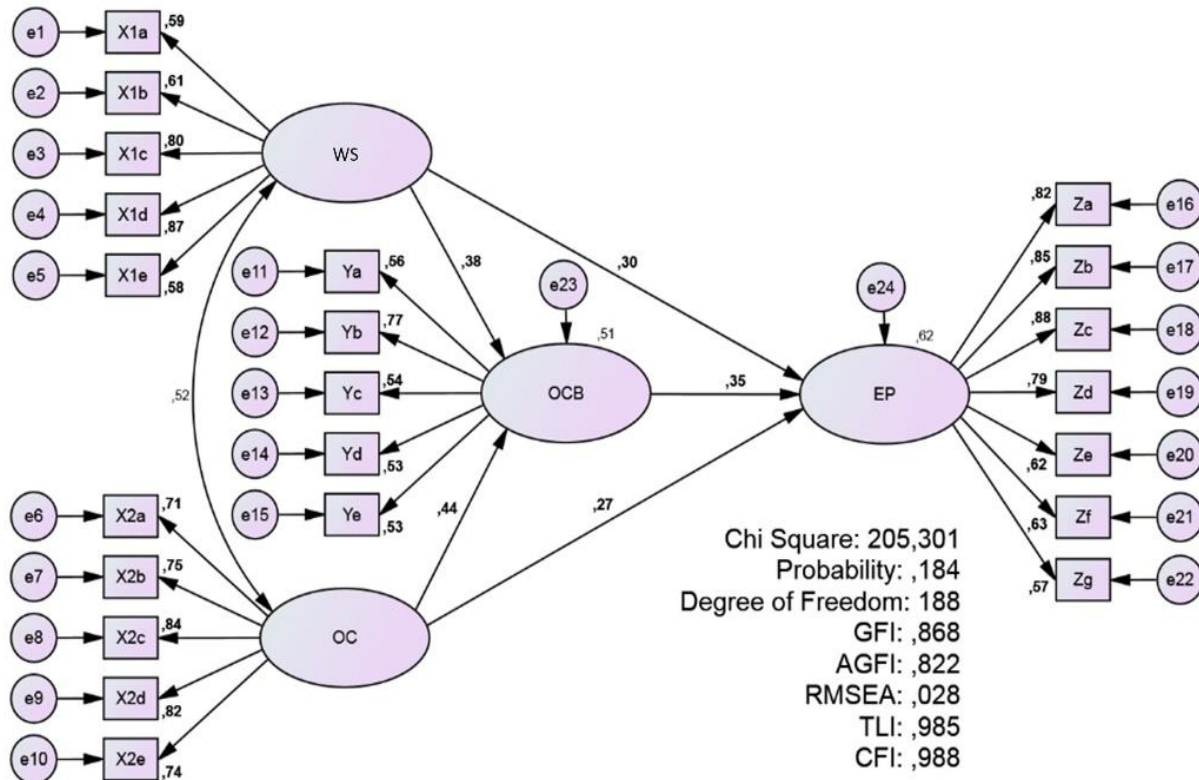 e1
X1a
,59
e2
X1b
,61
e3
X1c
,80
e4
X1d
,87
e5
X1e
,58
WS
,38
,30
,52
e11
Ya
,56
e12
Yb
,77
e13
Yc
,54
e14
Yd
,53
e15
Ye
,53
e23
,51
OCB
,35
,44
,27
e24
,62
EP
,82
Za
e16
,85
Zb
e17
,88
Zc
e18
,79
Zd
e19
,62
Ze
e20
,63
Zf
e21
,57
Zg
e22
e6
X2a
,71
e7
X2b
,75
e8
X2c
,84
e9
X2d
,82
e10
X2e
,74
OC
Chi Square: 205,301
Probability: ,184
Degree of Freedom: 188
GFI: ,868
AGFI: ,822
RMSEA: ,028
TLI: ,985
CFI: ,988